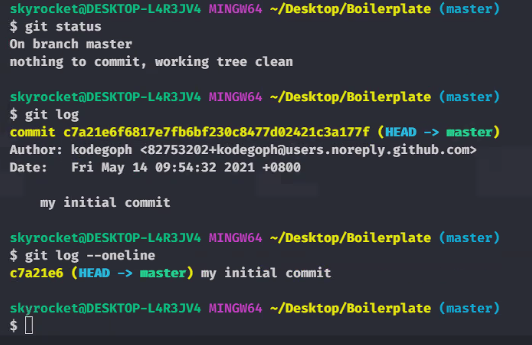 skyrocket@DESKTOP-L4R3JV4 MINGW64 ~/Desktop/Boilerplate (master)
$ git status
On branch master
nothing to commit, working tree clean
skyrocket@DESKTOP-L4R3JV4 MINGW64 ~/Desktop/Boilerplate (master)
$ git log
commit c7a21e6f6817e7fb6bf230c8477d02421c3a177f (HEAD -> master)
Author: kodegoph <82753202+kodegoph@users.noreply.github.com>
Date:   Fri May 14 09:54:32 2021 +0800
my initial commit
skyrocket@DESKTOP-L4R3JV4 MINGW64 ~/Desktop/Boilerplate (master)
$ git log --oneline
c7a21e6 (HEAD -> master) my initial commit
skyrocket@DESKTOP-L4R3JV4 MINGW64 ~/Desktop/Boilerplate (master)
$